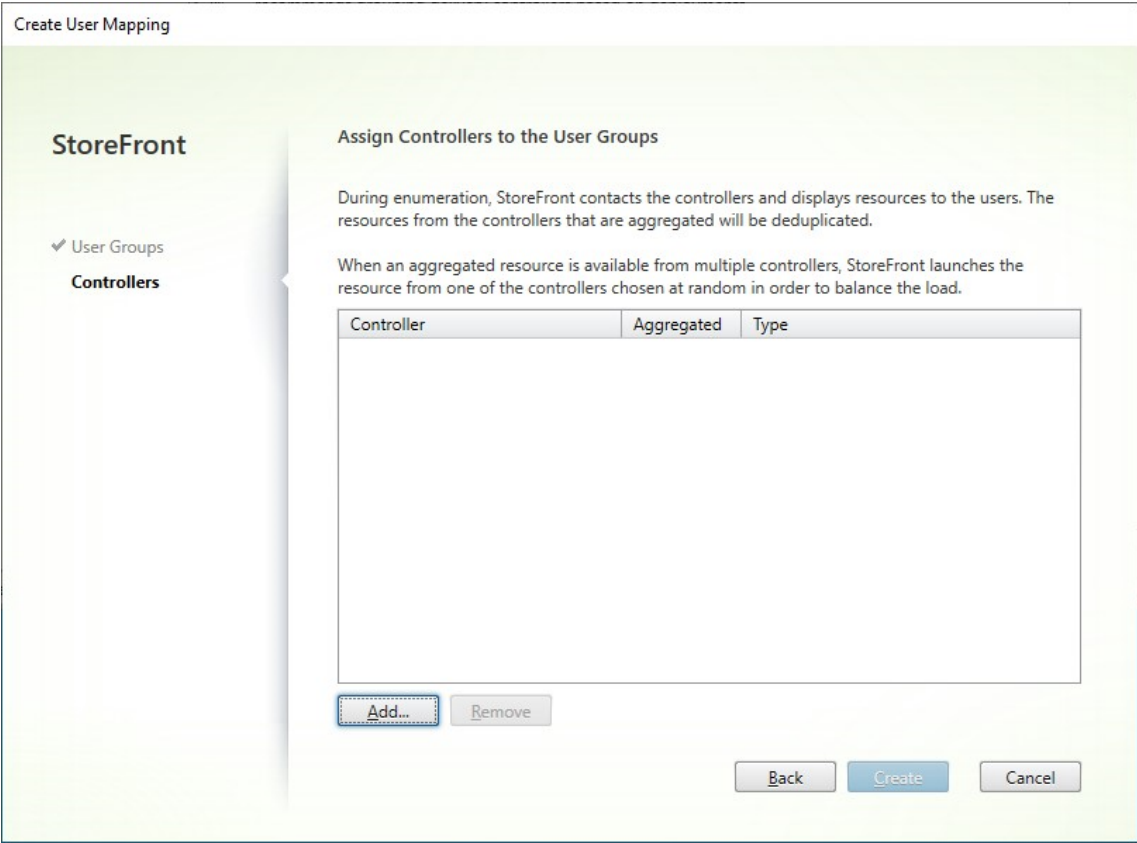 Create User Mapping
StoreFront
User Groups
Controllers
Assign Controllers to the User Groups
During enumeration, StoreFront contacts the controllers and displays resources to the users. The
resources from the controllers that are aggregated will be deduplicated.
When an aggregated resource is available from multiple controllers, StoreFront launches the
resource from one of the controllers chosen at random in order to balance the load.
Controller Aggregated Type
Add... Remove
Back Create Cancel